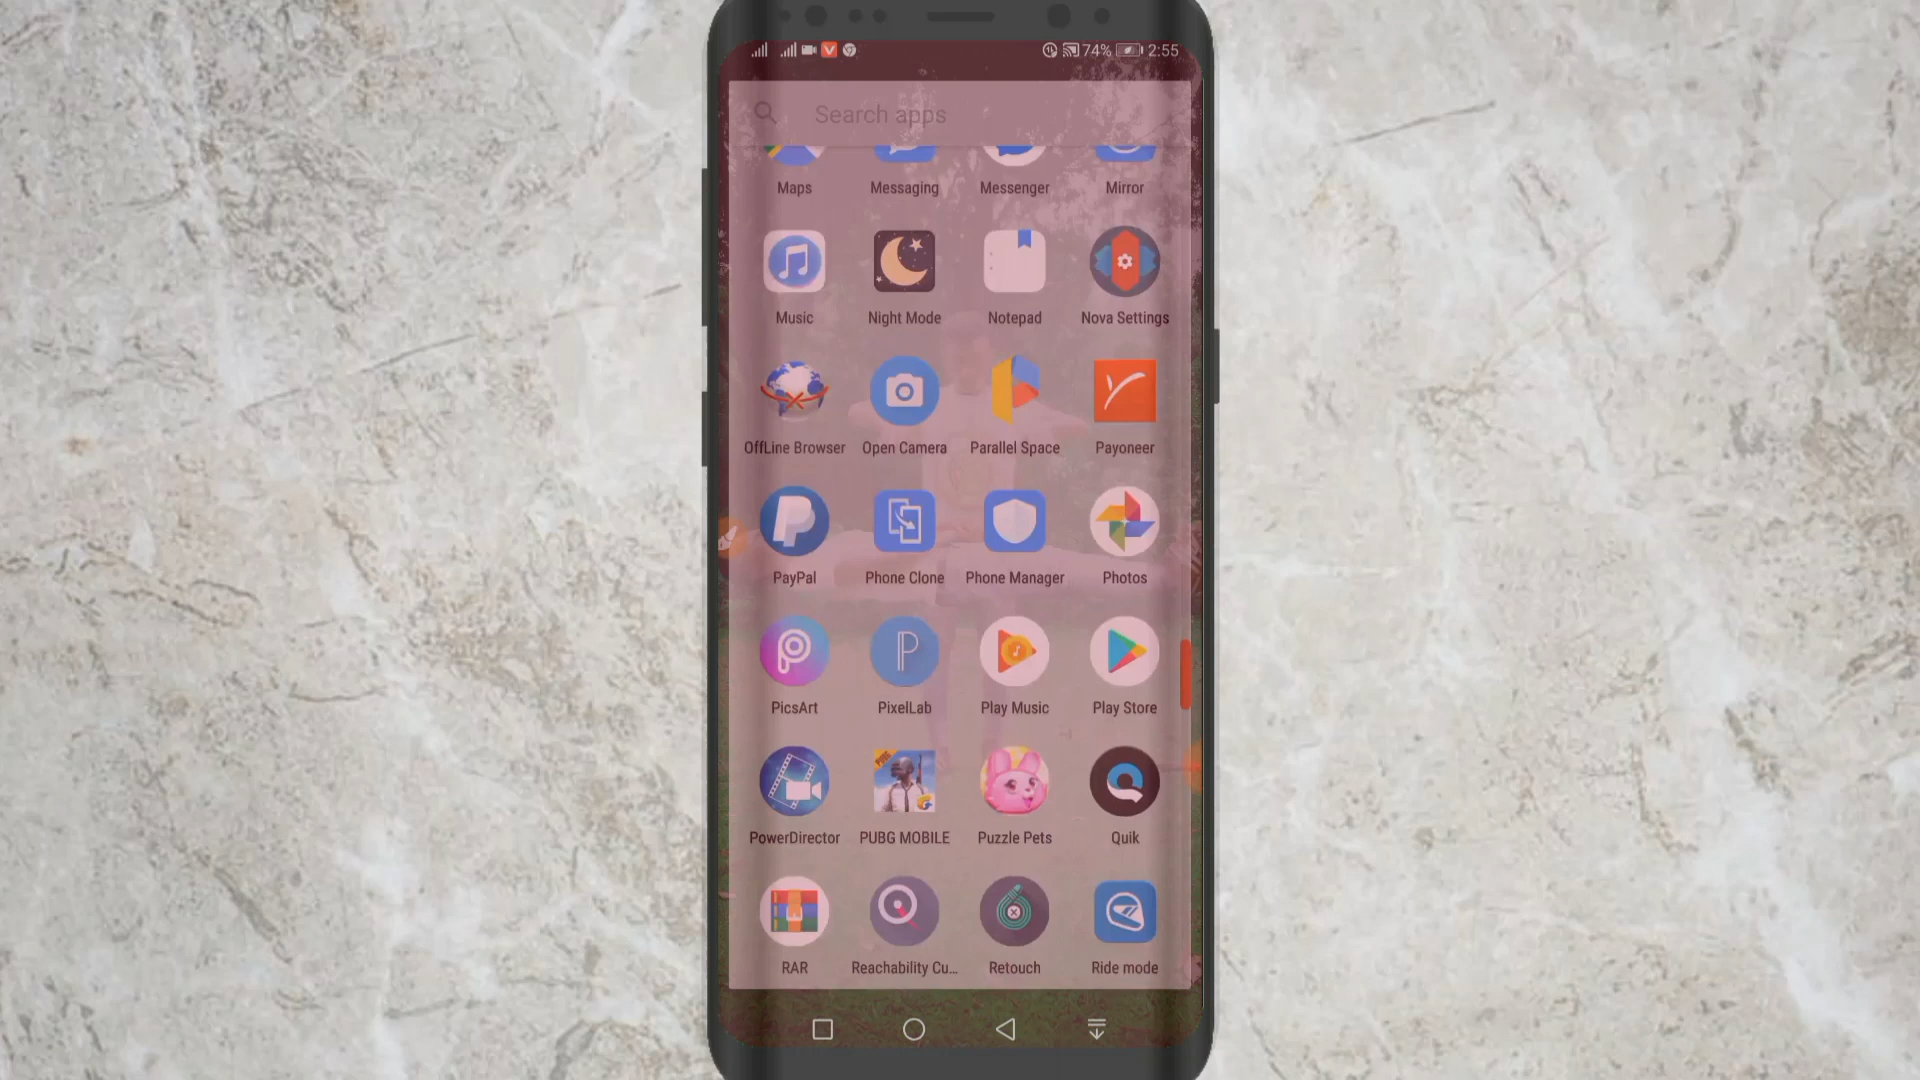 74% 2:55
Search apps
Maps Messaging Messenger Mirror
Music Night Mode Notepad Nova Settings
OffLine Browser Open Camera Parallel Space Payoneer
PayPal Phone Clone Phone Manager Photos
PicsArt PixelLab Play Music Play Store
PowerDirector PUBG MOBILE Puzzle Pets Quik
RAR Reachability Cu... Retouch Ride mode